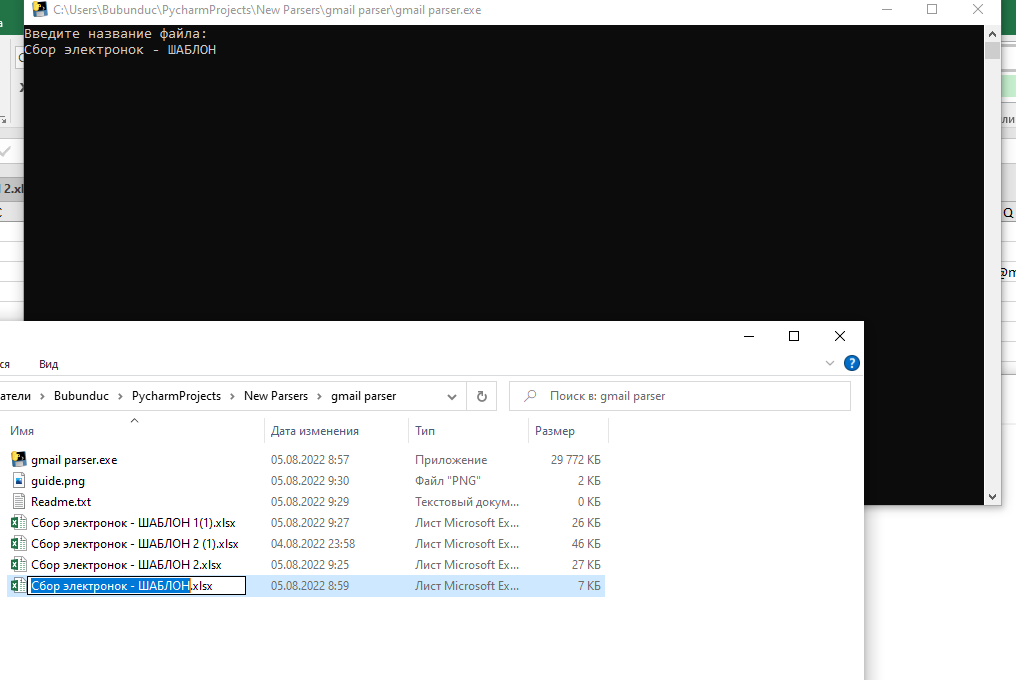 C:\Users\Bubunduc\PycharmProjects\New Parsers\gmail parser\gmail parser.exe
Введите название файла:
Сбор электронок - ШАБЛОН
2.xl
Q
@m
ли
ся Вид
атели > Bubunduc > PycharmProjects > New Parsers > gmail parser
Поиск в: gmail parser
Имя Дата изменения Тип Размер
gmail parser.exe 05.08.2022 8:57 Приложение 29 772 КБ
guide.png 05.08.2022 9:30 Файл "PNG" 2 КБ
Readme.txt 05.08.2022 9:29 Текстовый докум... 0 КБ
Сбор электронок - ШАБЛОН 1(1).xlsx 05.08.2022 9:27 Лист Microsoft Ex... 26 КБ
Сбор электронок - ШАБЛОН 2 (1).xlsx 04.08.2022 23:58 Лист Microsoft Ex... 46 КБ
Сбор электронок - ШАБЛОН 2.xlsx 05.08.2022 9:25 Лист Microsoft Ex... 27 КБ
Сбор электронок - ШАБЛОН.xlsx 05.08.2022 8:59 Лист Microsoft Ex... 7 КБ